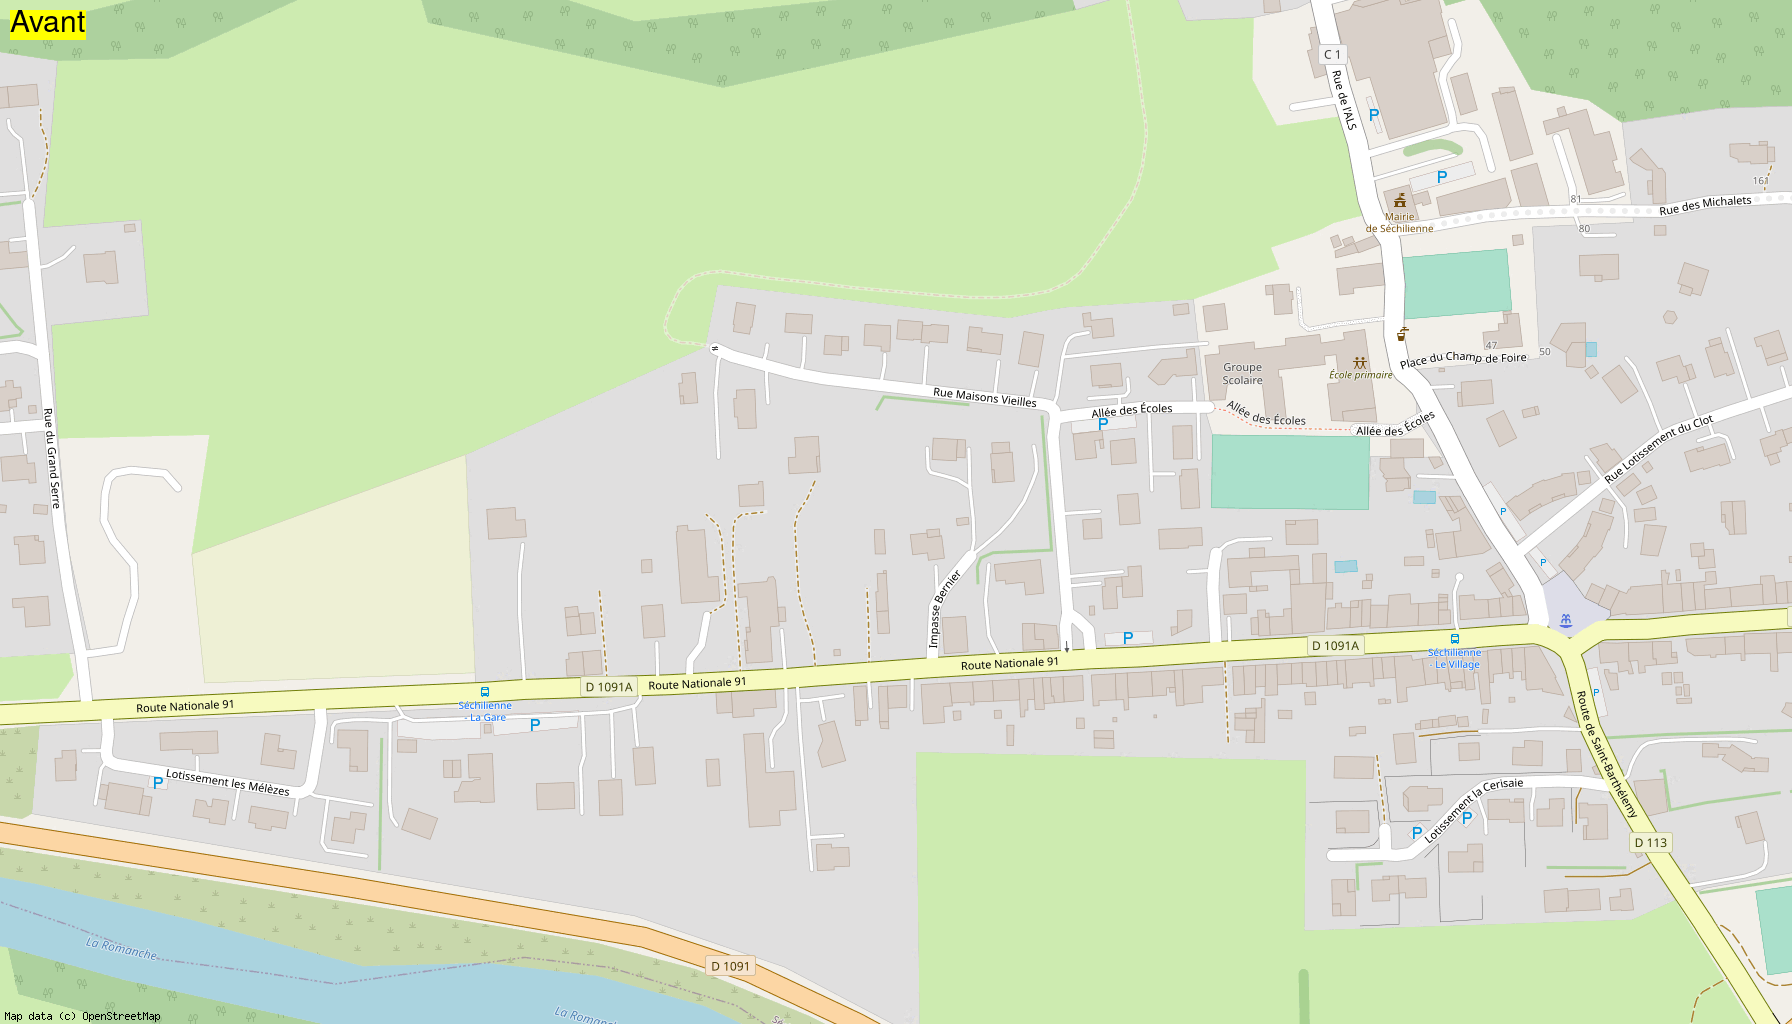 Avant
C 1
Rue de l'ALS
P
P
161
81
Rue des Michalets
Mairie
de Séchilienne
80
47
50
Place du Champ de Foire
Groupe
Scolaire
École primaire
Rue Maisons Vieilles
Allée des Écoles
P
Allée des Écoles
Allée des Écoles
Rue du Grand Serre
Rue Lotissement du Clot
P
P
Impasse Bernier
P
D 1091A
Route Nationale 91
Séchilienne
- Le Village
D 1091A
Route Nationale 91
Route Nationale 91
Séchilienne
- La Gare
P
P
Route de Saint-Barthélemy
Lotissement les Mélèzes
P
Lotissement la Cerisaie
P
P
D 113
La Romanche
D 1091
La Romanc
Sé
Map data (c) OpenStreetMap